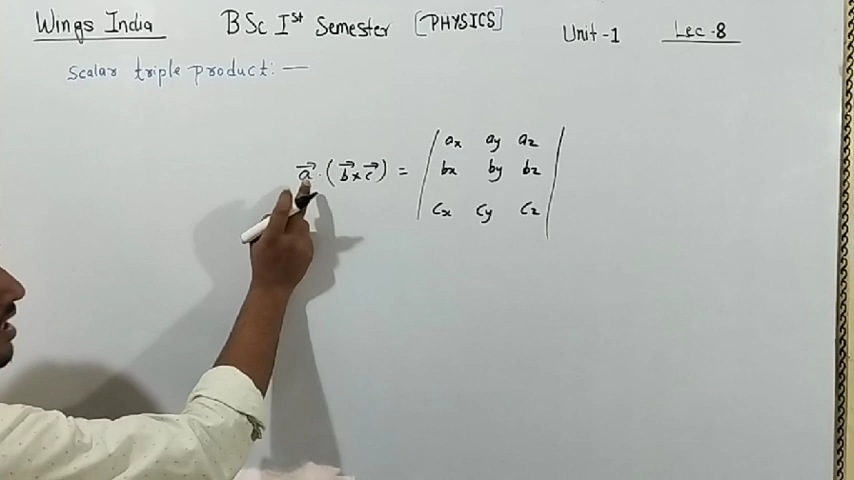 Wings India BSc Ist Semester [PHYSICS] Unit-1 Lec-8
Scalar triple product:—
a⃗·(b⃗×c⃗) = | ax ay az |
| bx by bz |
| cx cy cz |